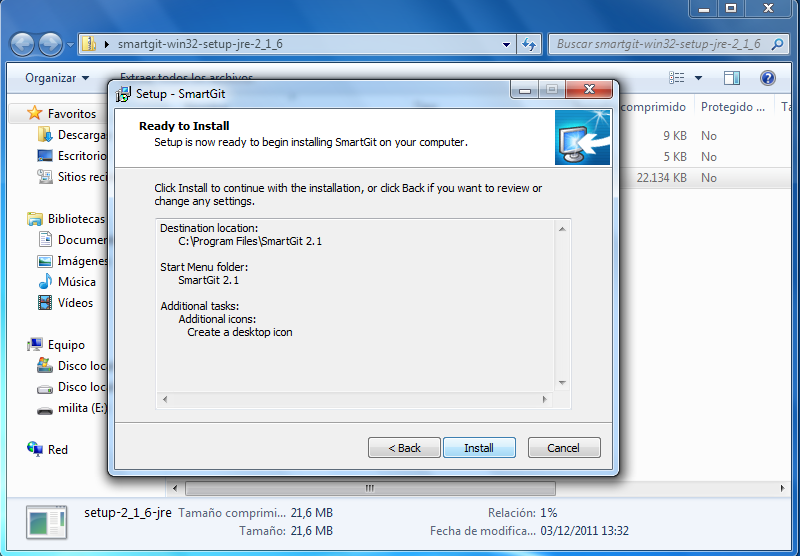 smartgit-win32-setup-jre-2_1_6
Buscar smartgit-win32-setup-jre-2_1_6
Organizar
Extraer todos los archivos
Setup - SmartGit
Ready to Install
Setup is now ready to begin installing SmartGit on your computer.
Click Install to continue with the installation, or click Back if you want to review or
change any settings.
Destination location:
C:\Program Files\SmartGit 2.1
Start Menu folder:
SmartGit 2.1
Additional tasks:
Additional icons:
Create a desktop icon
< Back
Install
Cancel
Favoritos
Descarga
Escritorio
Sitios reci
Bibliotecas
Documen
Imágenes
Música
Vídeos
Equipo
Disco loc
Disco loc
milita (E:)
Red
comprimido
Protegido ...
9 KB No
5 KB No
22.134 KB No
setup-2_1_6-jre
Tamaño comprimi... 21,6 MB
Relación: 1%
Tamaño: 21,6 MB
Fecha de modifica... 03/12/2011 13:32